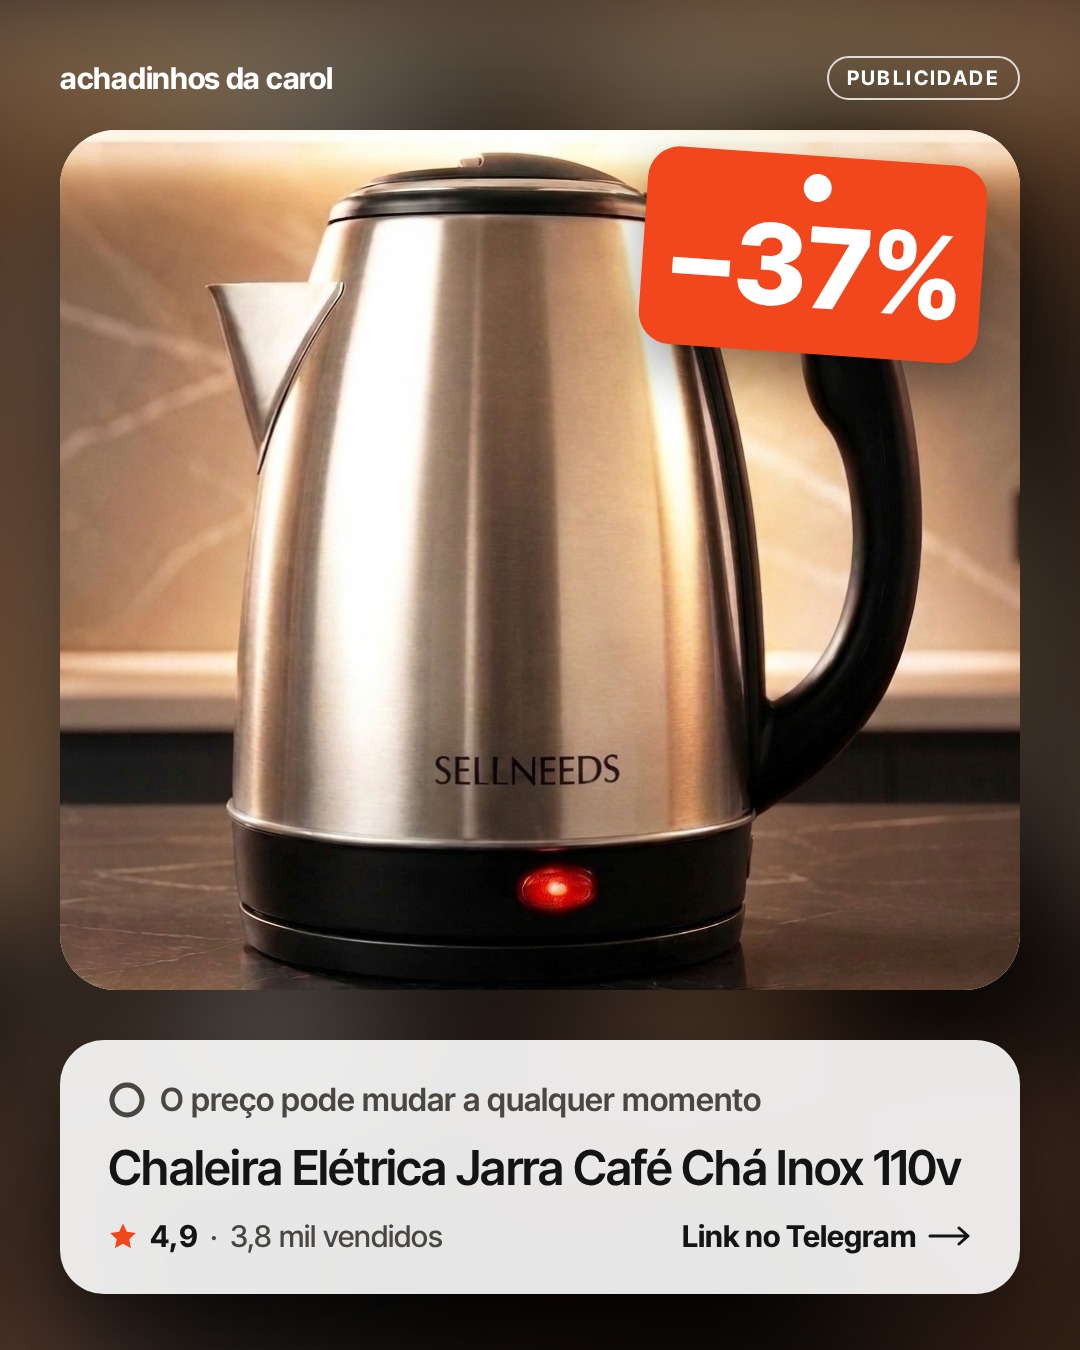 achadinhos da carol
PUBLICIDADE
−37%
SELLNEEDS
O preço pode mudar a qualquer momento
Chaleira Elétrica Jarra Café Chá Inox 110v
4,9 · 3,8 mil vendidos
Link no Telegram →